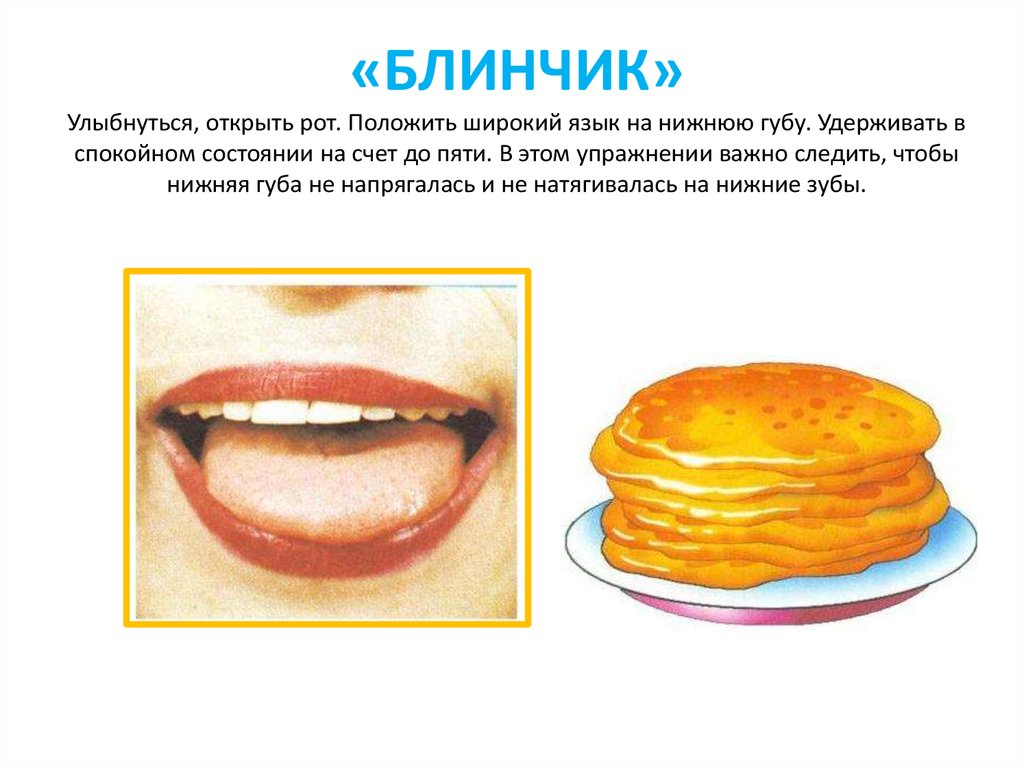 «БЛИНЧИК»
Улыбнуться, открыть рот. Положить широкий язык на нижнюю губу. Удерживать в
спокойном состоянии на счет до пяти. В этом упражнении важно следить, чтобы
нижняя губа не напрягалась и не натягивалась на нижние зубы.